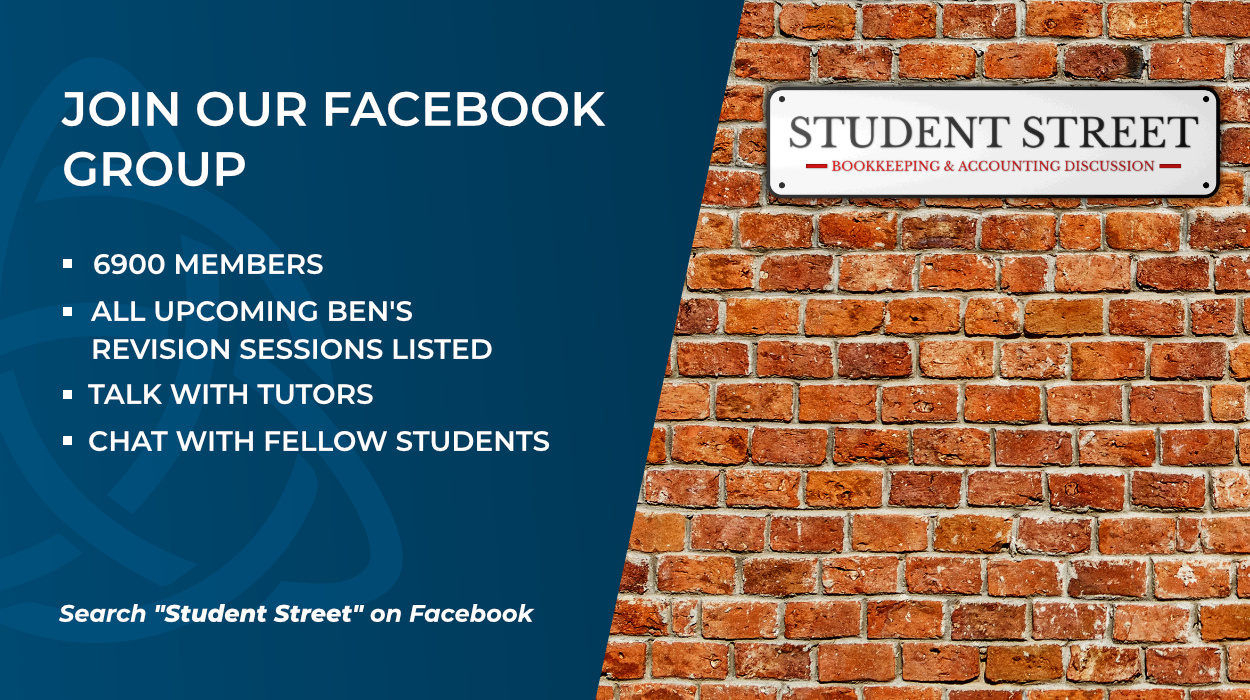 JOIN OUR FACEBOOK
GROUP
6900 MEMBERS
ALL UPCOMING BEN'S
REVISION SESSIONS LISTED
TALK WITH TUTORS
CHAT WITH FELLOW STUDENTS
Search "Student Street" on Facebook
STUDENT STREET
BOOKKEEPING & ACCOUNTING DISCUSSION